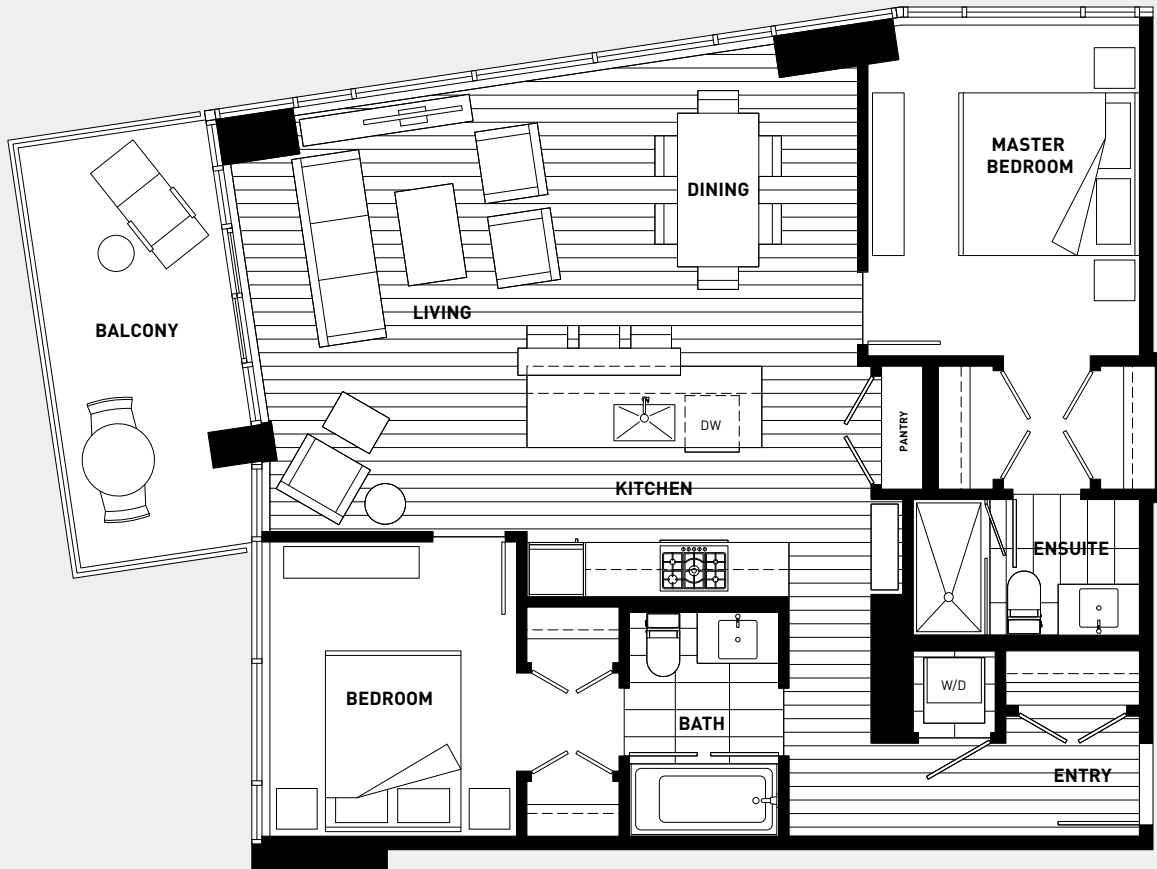 MASTER
BEDROOM
DINING
LIVING
BALCONY
DW
PANTRY
KITCHEN
ENSUITE
W/D
BEDROOM
BATH
ENTRY